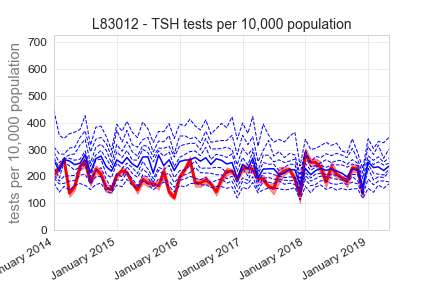 L83012 - TSH tests per 10,000 population
tests per 10,000 population
700
600
500
400
300
200
100
0
January 2015
January 2016
January 2017
January 2018
January 2019